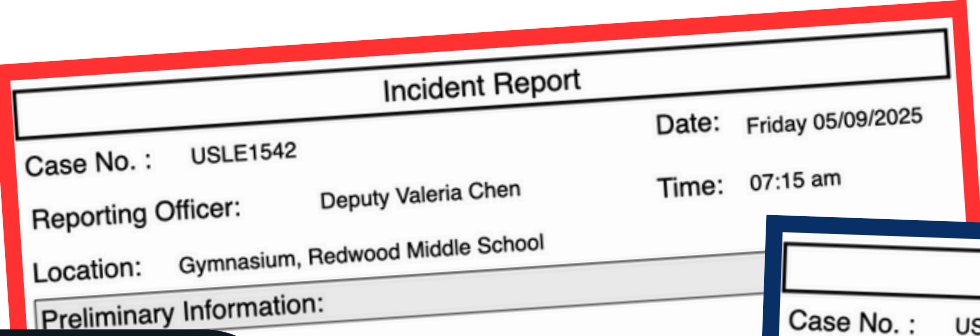 Incident Report
Case No. : USLE1542
Date: Friday 05/09/2025
Reporting Officer: Deputy Valeria Chen
Time: 07:15 am
Location: Gymnasium, Redwood Middle School
Preliminary Information:
Case No. : US